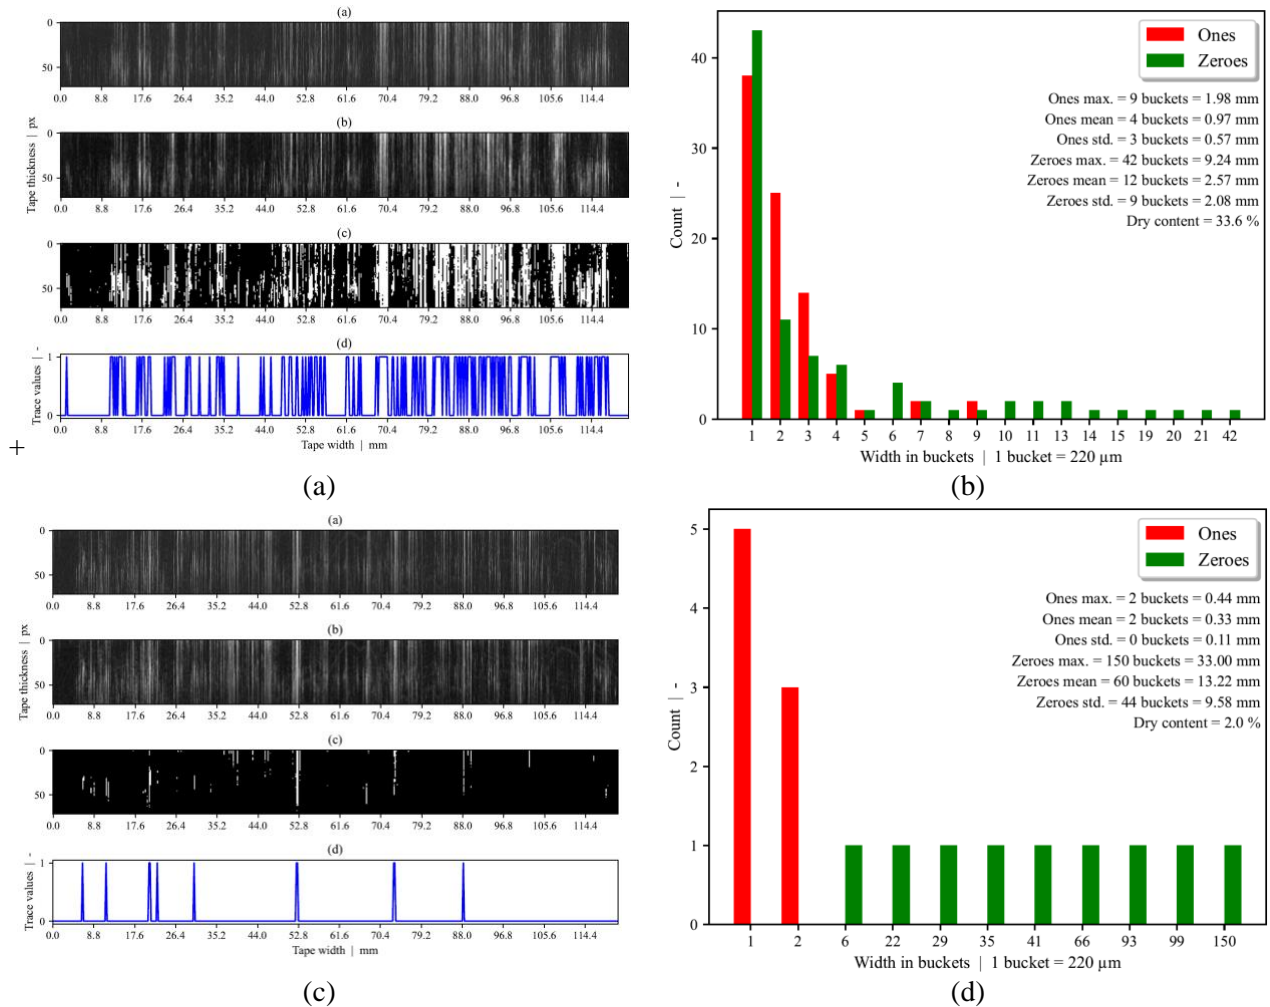 (a)
0
50
0.0 8.8 17.6 26.4 35.2 44.0 52.8 61.6 70.4 79.2 88.0 96.8 105.6 114.4
(b)
0
50
Tape thickness | px
0.0 8.8 17.6 26.4 35.2 44.0 52.8 61.6 70.4 79.2 88.0 96.8 105.6 114.4
(c)
0
50
0.0 8.8 17.6 26.4 35.2 44.0 52.8 61.6 70.4 79.2 88.0 96.8 105.6 114.4
(d)
1
0
Trace values | -
0.0 8.8 17.6 26.4 35.2 44.0 52.8 61.6 70.4 79.2 88.0 96.8 105.6 114.4
Tape width | mm
+
(a)
Ones
Zeroes
Ones max. = 9 buckets = 1.98 mm
Ones mean = 4 buckets = 0.97 mm
Ones std. = 3 buckets = 0.57 mm
Zeroes max. = 42 buckets = 9.24 mm
Zeroes mean = 12 buckets = 2.57 mm
Zeroes std. = 9 buckets = 2.08 mm
Dry content = 33.6 %
40
30
20
10
0
Count | -
1 2 3 4 5 6 7 8 9 10 11 13 14 15 19 20 21 42
Width in buckets | 1 bucket = 220 µm
(b)
(a)
0
50
0.0 8.8 17.6 26.4 35.2 44.0 52.8 61.6 70.4 79.2 88.0 96.8 105.6 114.4
(b)
0
50
Tape thickness | px
0.0 8.8 17.6 26.4 35.2 44.0 52.8 61.6 70.4 79.2 88.0 96.8 105.6 114.4
(c)
0
50
0.0 8.8 17.6 26.4 35.2 44.0 52.8 61.6 70.4 79.2 88.0 96.8 105.6 114.4
(d)
1
0
Trace values | -
0.0 8.8 17.6 26.4 35.2 44.0 52.8 61.6 70.4 79.2 88.0 96.8 105.6 114.4
Tape width | mm
(c)
Ones
Zeroes
Ones max. = 2 buckets = 0.44 mm
Ones mean = 2 buckets = 0.33 mm
Ones std. = 0 buckets = 0.11 mm
Zeroes max. = 150 buckets = 33.00 mm
Zeroes mean = 60 buckets = 13.22 mm
Zeroes std. = 44 buckets = 9.58 mm
Dry content = 2.0 %
5
4
3
2
1
0
Count | -
1 2 6 22 29 35 41 66 93 99 150
Width in buckets | 1 bucket = 220 µm
(d)